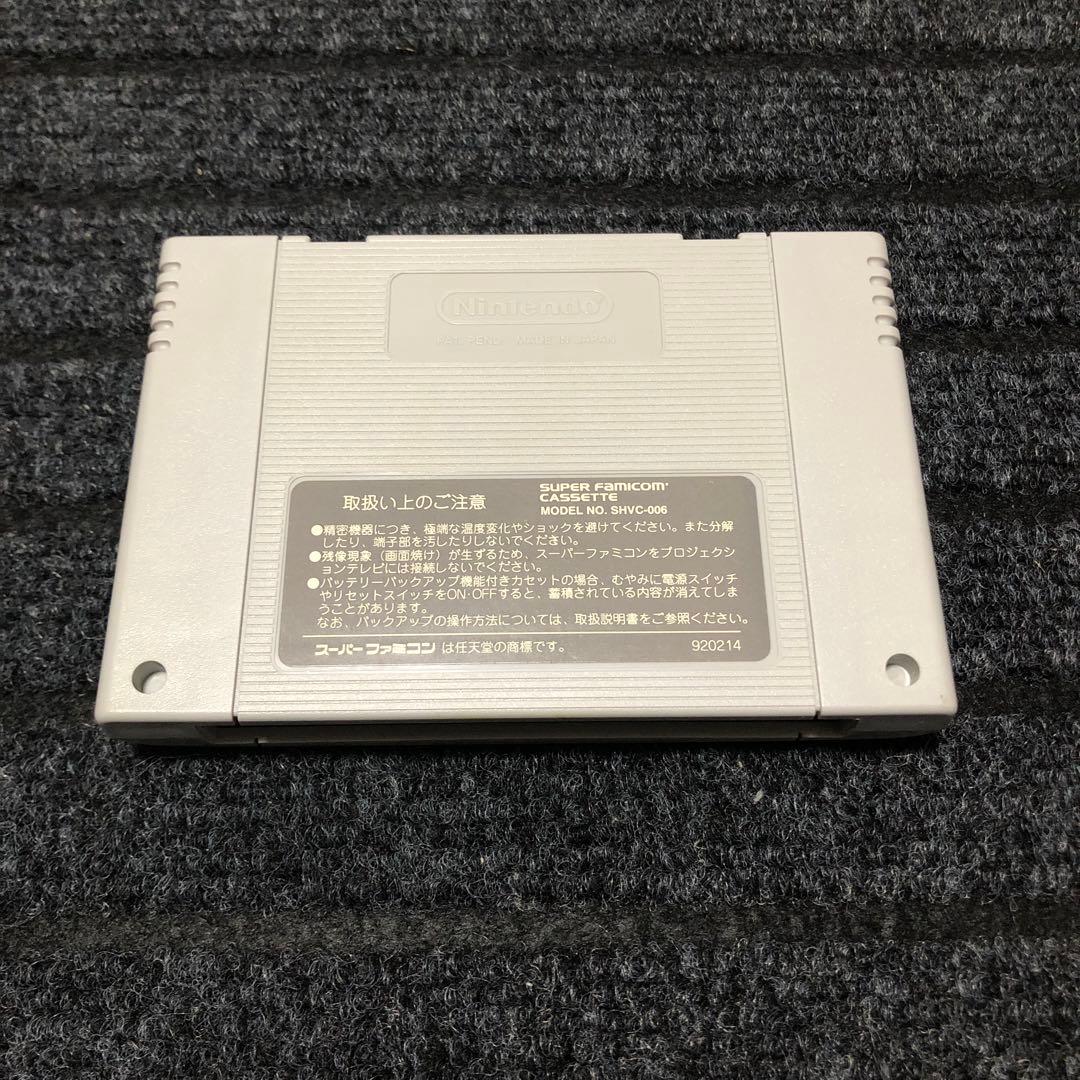 Nintendo
PAT. PEND. MADE IN JAPAN
取扱い上のご注意
SUPER FAMICOM
CASSETTE
MODEL NO. SHVC-006
●精密機器につき、極端な温度変化やショックを避けてください。また分解
したり、端子部を汚したりしないでください。
●残像現象（画面焼け）が生ずるため、スーパーファミコンをプロジェクシ
ョンテレビには接続しないでください。
●バッテリーバックアップ機能付きカセットの場合、むやみに電源スイッチ
やリセットスイッチをON·OFFすると、蓄積されている内容が消えてしま
うことがあります。
なお、バックアップの操作方法については、取扱説明書をご参照ください。
スーパーファミコン は任天堂の商標です。 920214